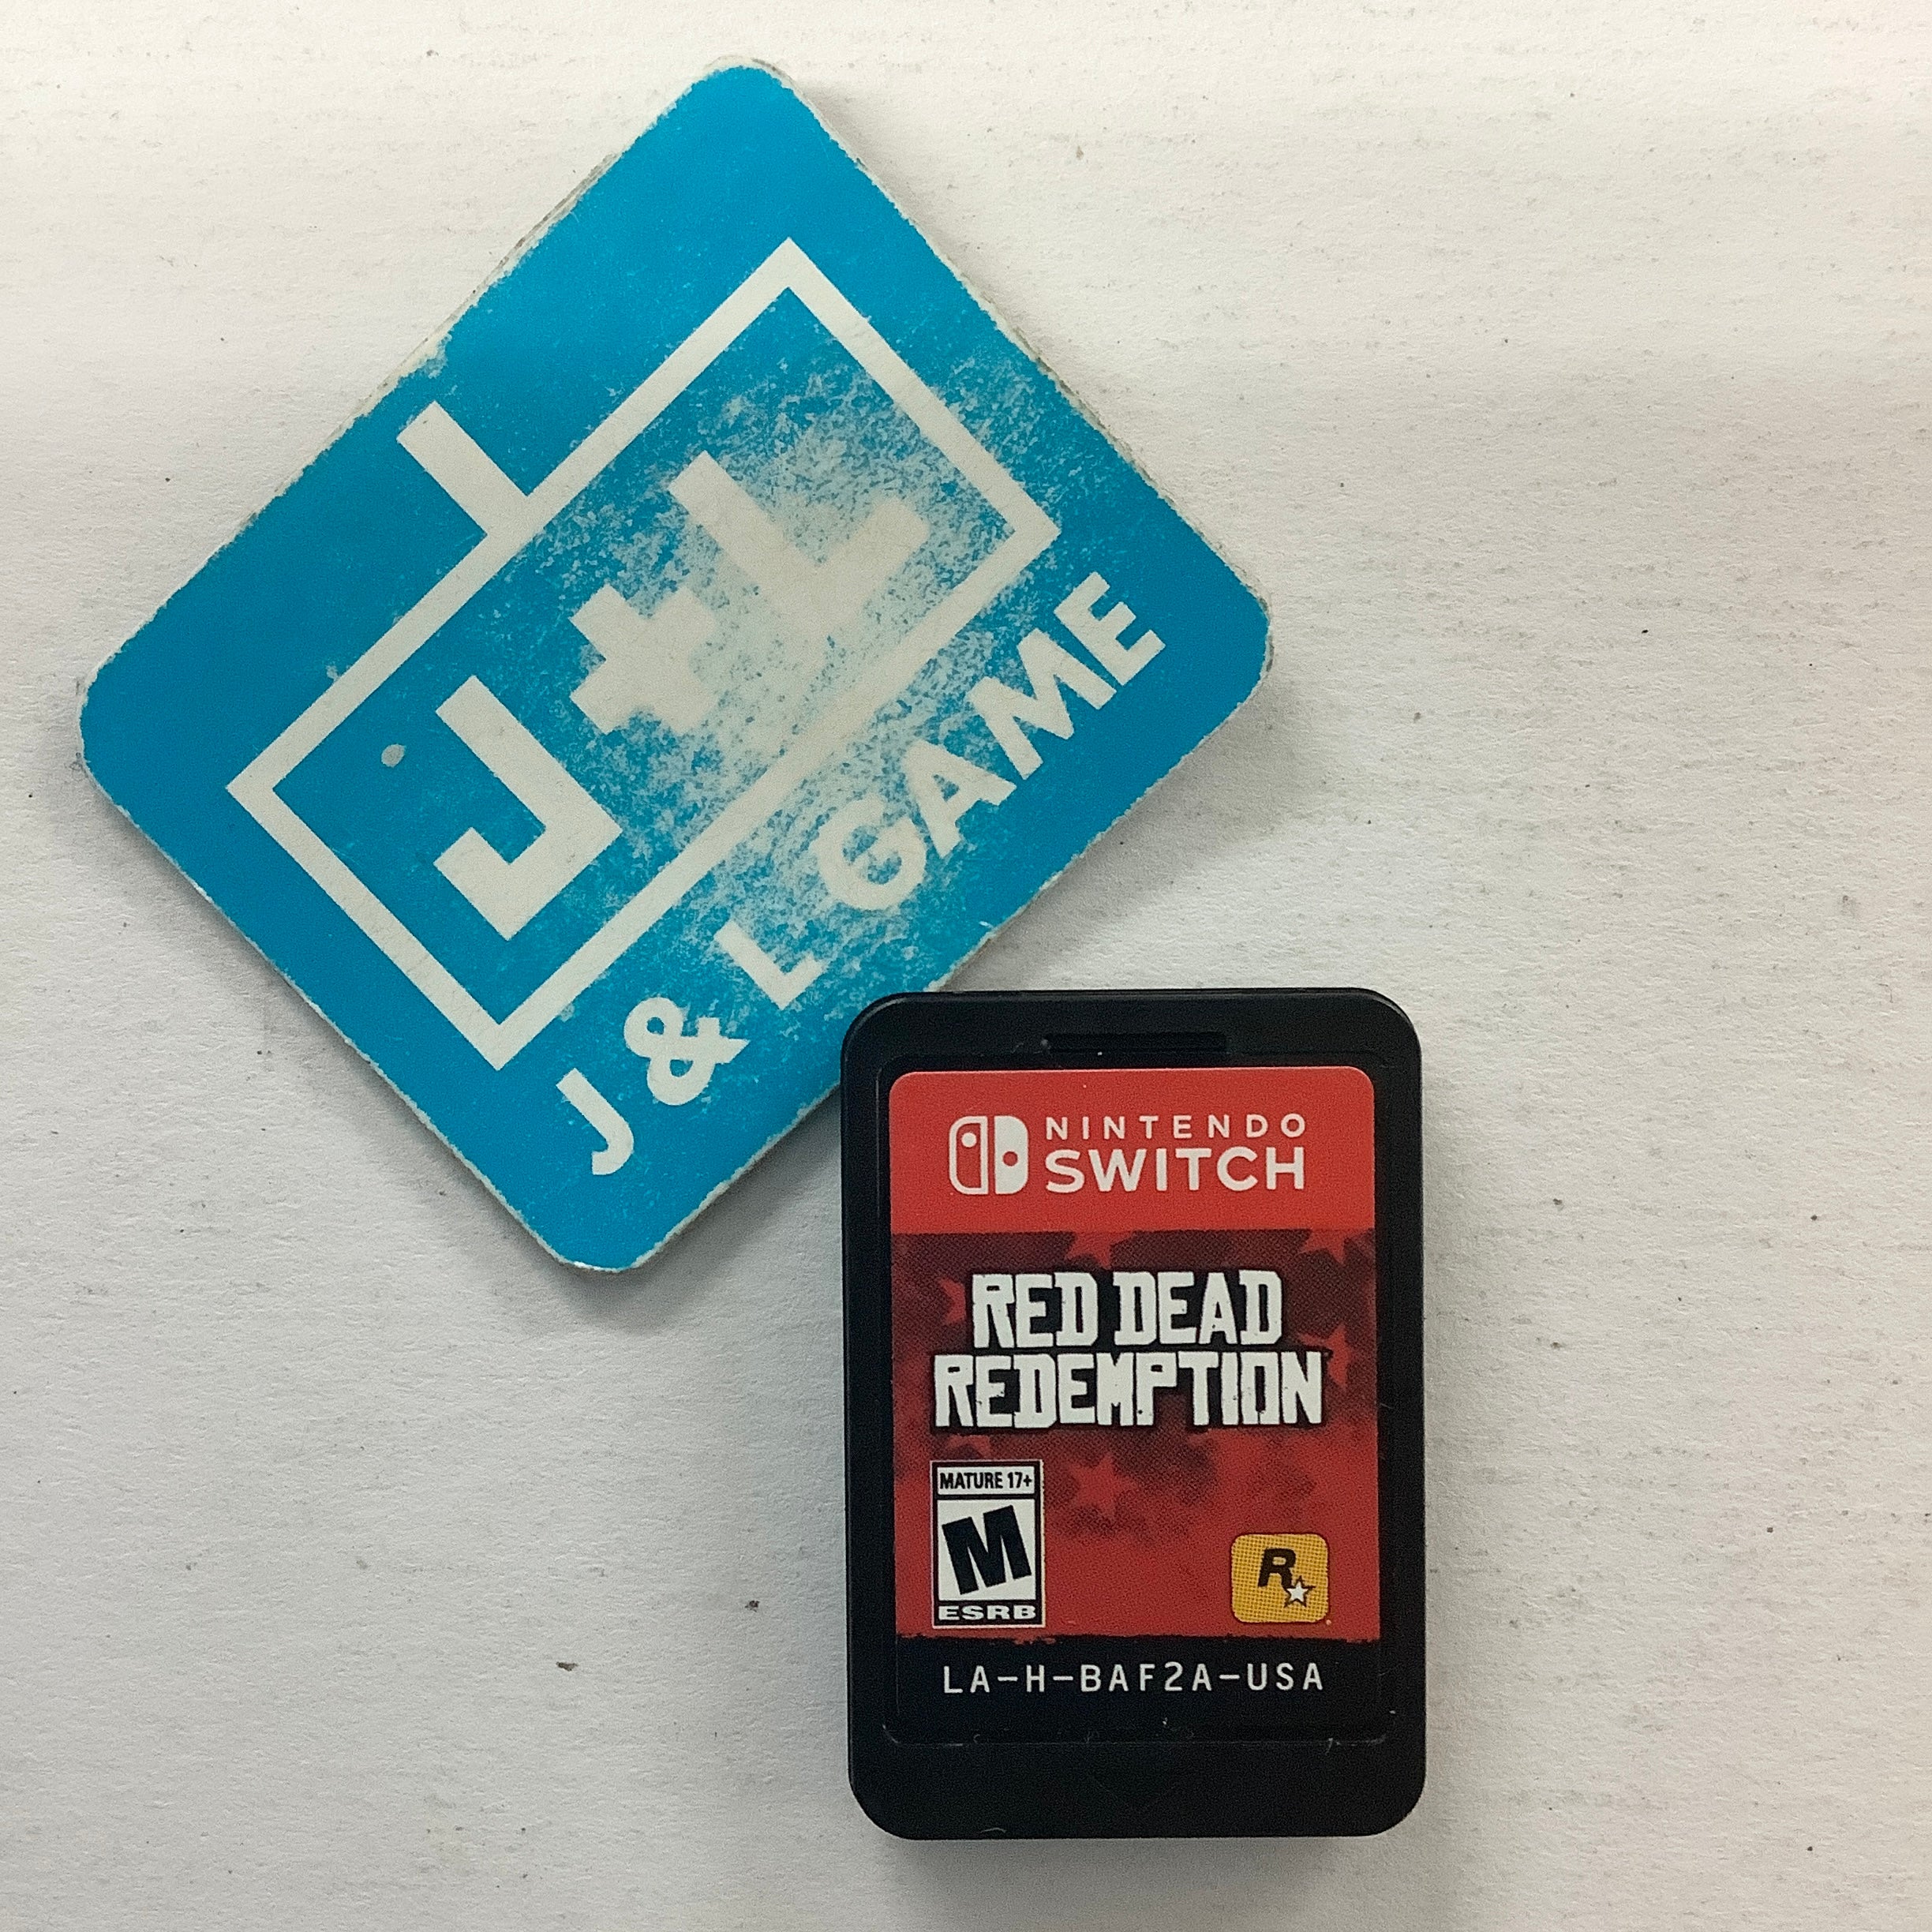 J+L
J & L GAME
NINTENDO
SWITCH
RED DEAD
REDEMPTION
MATURE 17+
M
ESRB
R
LA-H-BAF2A-USA